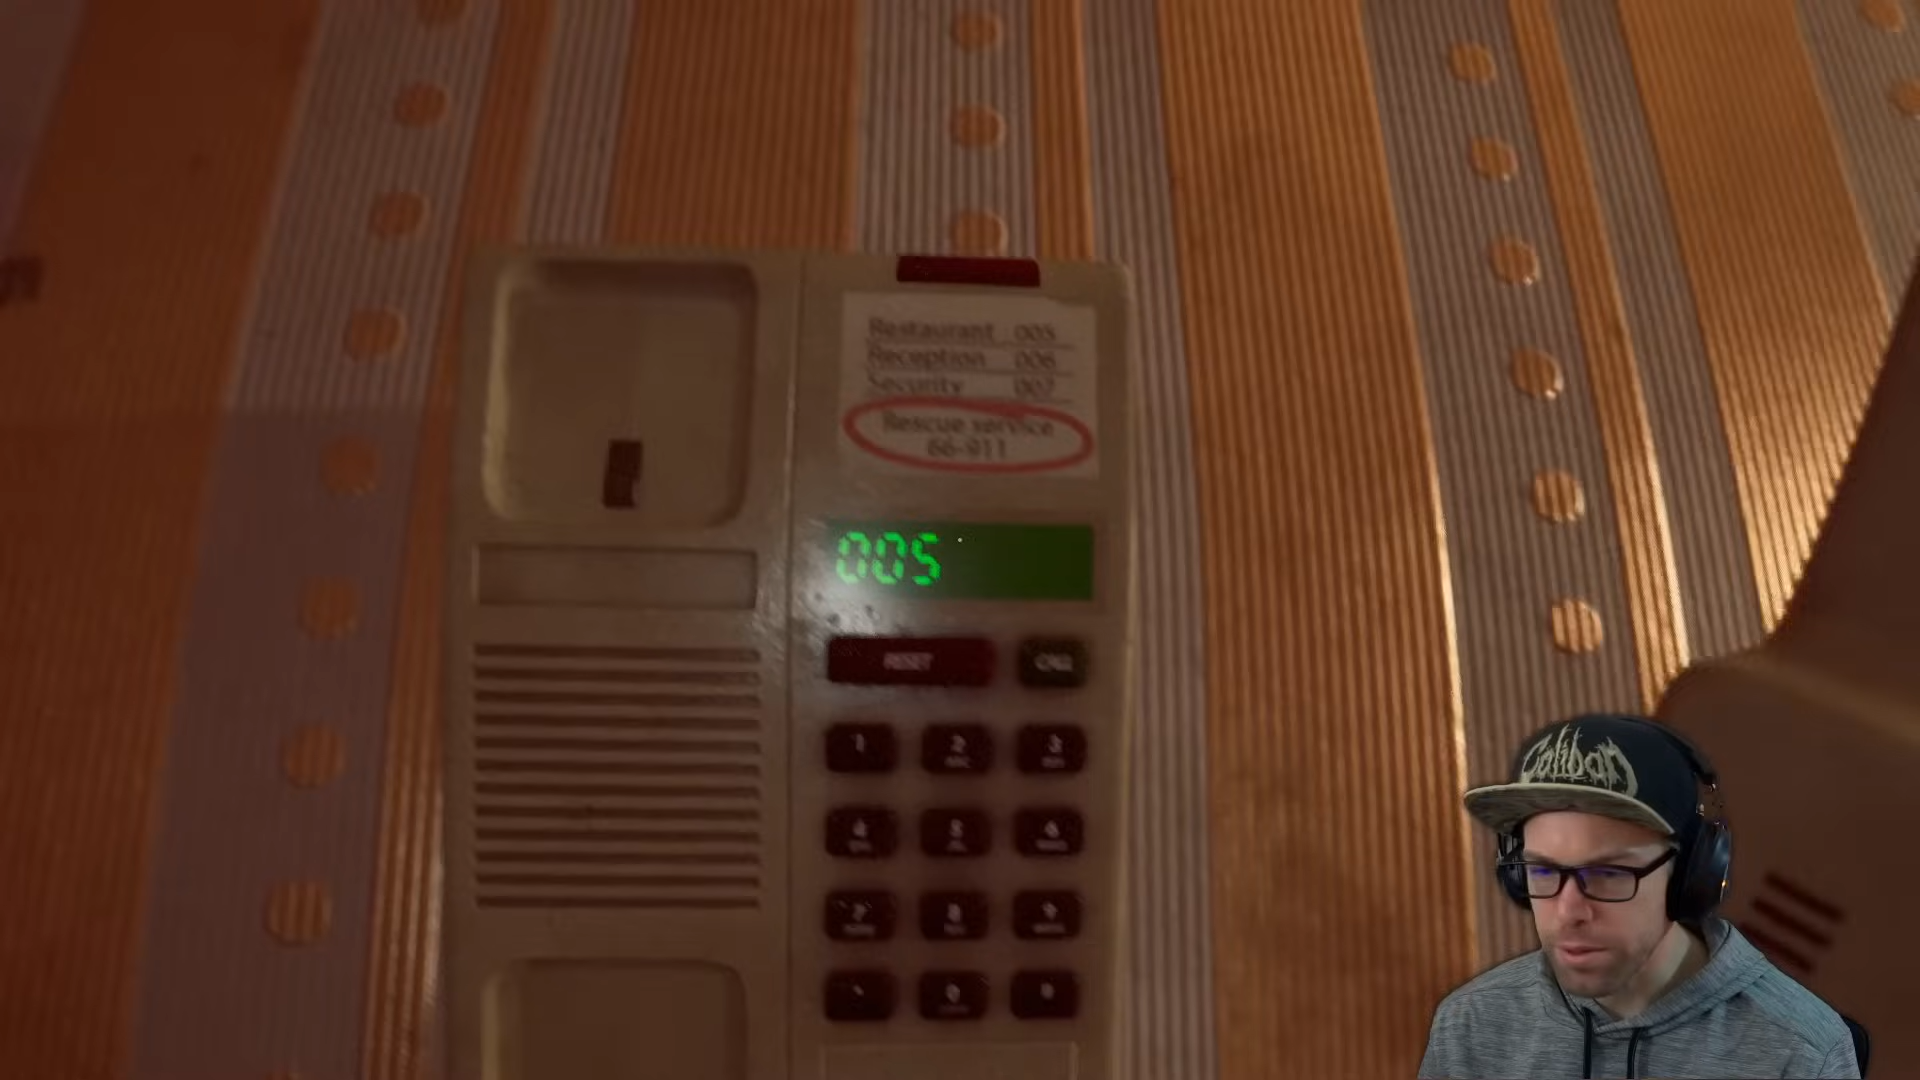 Restaurant 005
Reception 006
Security 007
Rescue service
66-911
005
RESET
CALL
1
2
3
4
5
6
7
8
9
0
Caliban